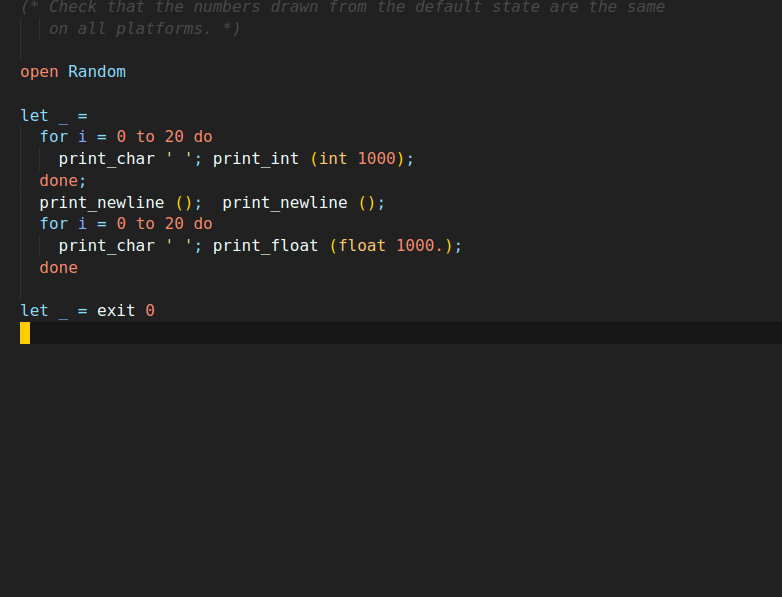 (* Check that the numbers drawn from the default state are the same
   on all platforms. *)

open Random

let _ =
  for i = 0 to 20 do
    print_char ' '; print_int (int 1000);
  done;
  print_newline ();  print_newline ();
  for i = 0 to 20 do
    print_char ' '; print_float (float 1000.);
  done

let _ = exit 0